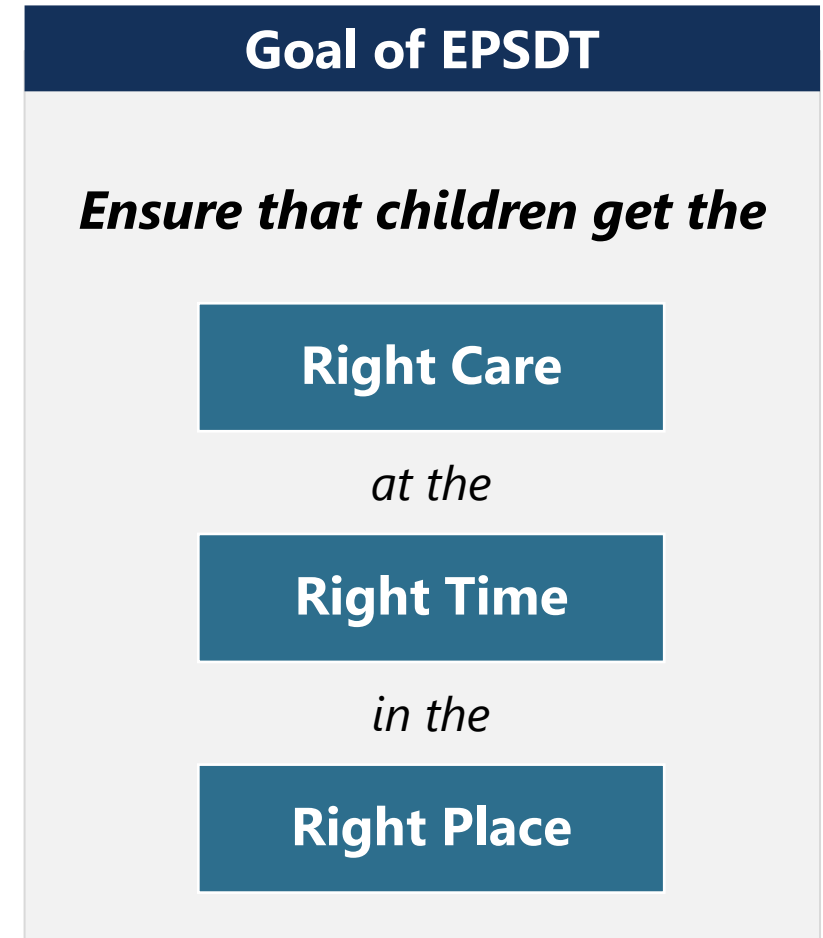 Goal of EPSDT
Ensure that children get the
Right Care
at the
Right Time
in the
Right Place